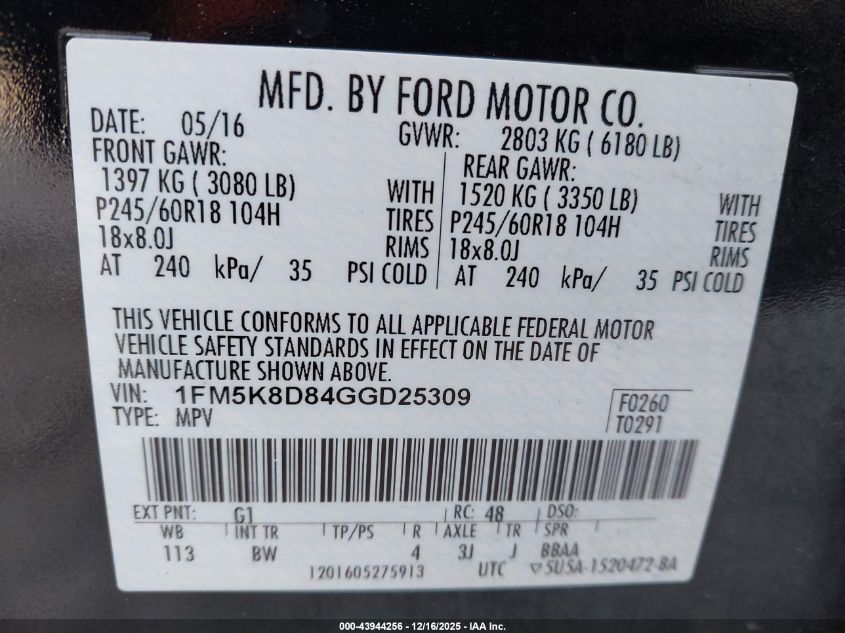 MFD. BY FORD MOTOR CO.
DATE: 05/16 GVWR: 2803 KG ( 6180 LB)
FRONT GAWR: REAR GAWR:
1397 KG ( 3080 LB) WITH 1520 KG ( 3350 LB) WITH
P245/60R18 104H TIRES P245/60R18 104H TIRES
18x8.0J RIMS 18x8.0J RIMS
AT 240 kPa/ 35 PSI COLD AT 240 kPa/ 35 PSI COLD
THIS VEHICLE CONFORMS TO ALL APPLICABLE FEDERAL MOTOR
VEHICLE SAFETY STANDARDS IN EFFECT ON THE DATE OF
MANUFACTURE SHOWN ABOVE.
VIN: 1FM5K8D84GGD25309 F0260
TYPE: MPV T0291
EXT PNT: G1 RC: 48 DSO:
WB INT TR TP/PS R AXLE TR SPR
113 BW 4 3J J BBAA
1201605275913 UTC ▽5U5A-1520472-BA
000-43944256 - 12/16/2025 - IAA Inc.